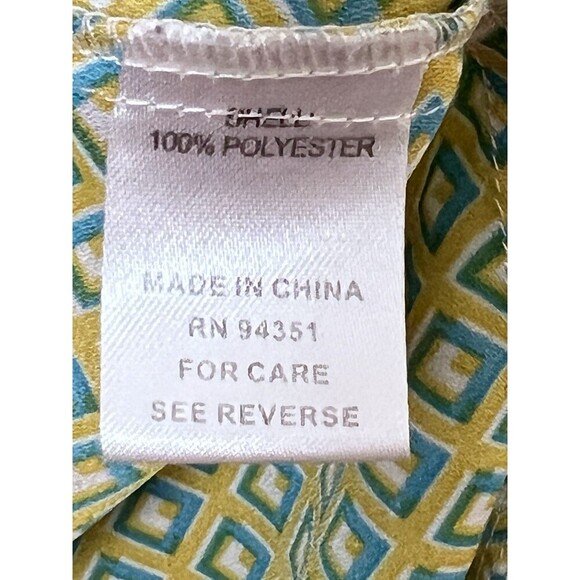 SHELL:
100% POLYESTER
MADE IN CHINA
RN 94351
FOR CARE
SEE REVERSE